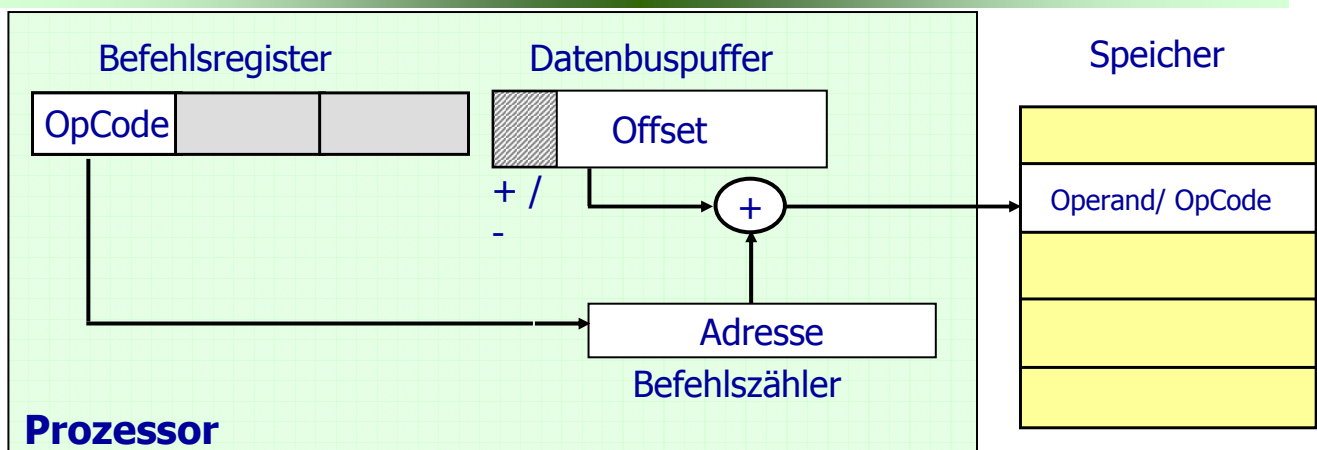 Befehlsregister
Datenbuspuffer
Speicher
OpCode
Offset
+ /
-
+
Operand/ OpCode
Adresse
Befehlszähler
Prozessor